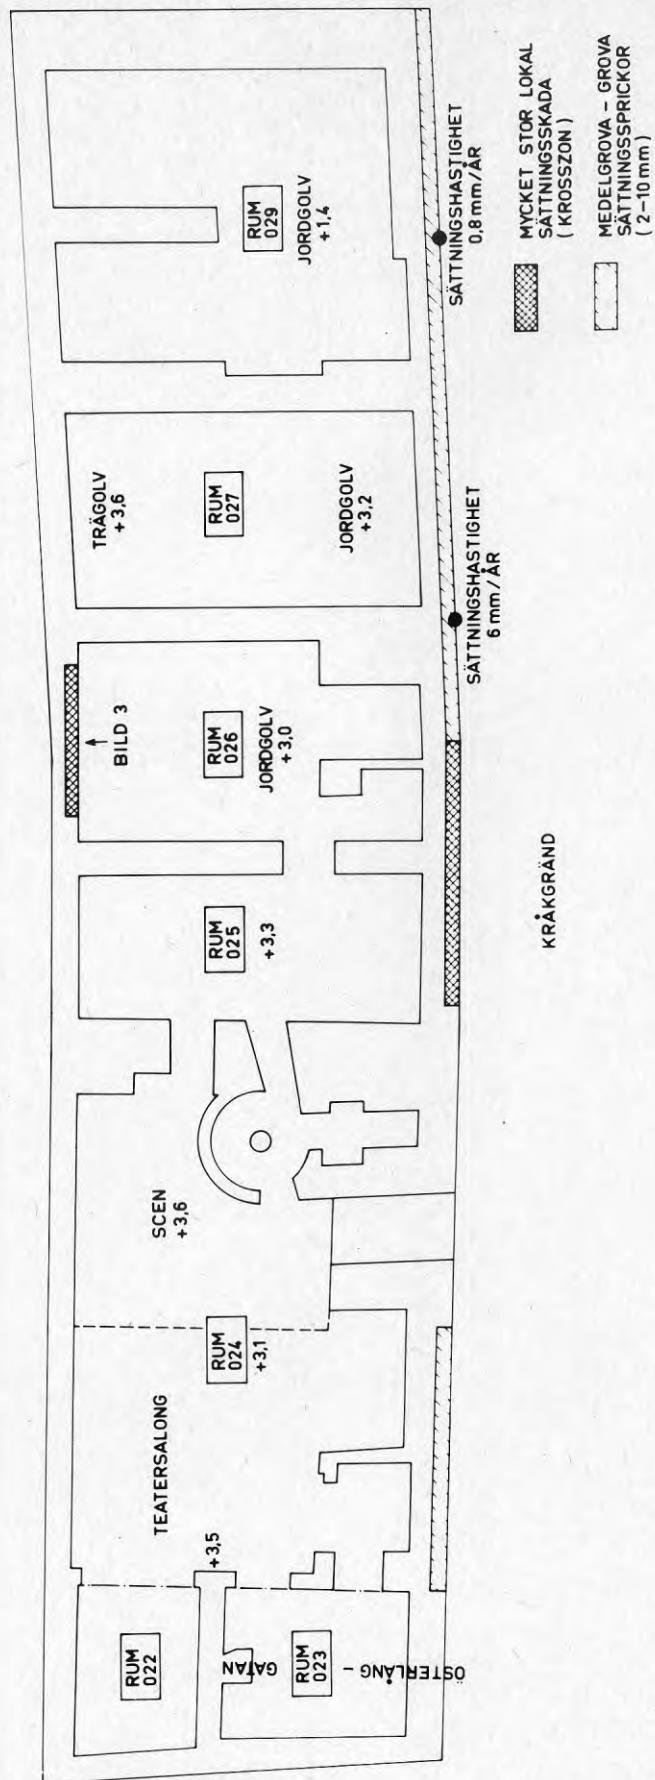 RUM
022
RUM
023
ÖSTERLÅNG-
GATAN
+3,5
TEATERSALONG
RUM
024
+3,1
SCEN
+3,6
RUM
025
+3,3
BILD 3
RUM
026
JORDGOLV
+3,0
TRÄGOLV
+3,6
RUM
027
JORDGOLV
+3,2
RUM
029
JORDGOLV
+1,4
KRÅKGRÄND
SÄTTNINGSHASTIGHET
6 mm/ÅR
SÄTTNINGSHASTIGHET
0,8 mm/ÅR
MYCKET STOR LOKAL
SÄTTNINGSSKADA
(KROSSZON)
MEDELGROVA - GROVA
SÄTTNINGSSPRICKOR
(2-10 mm)